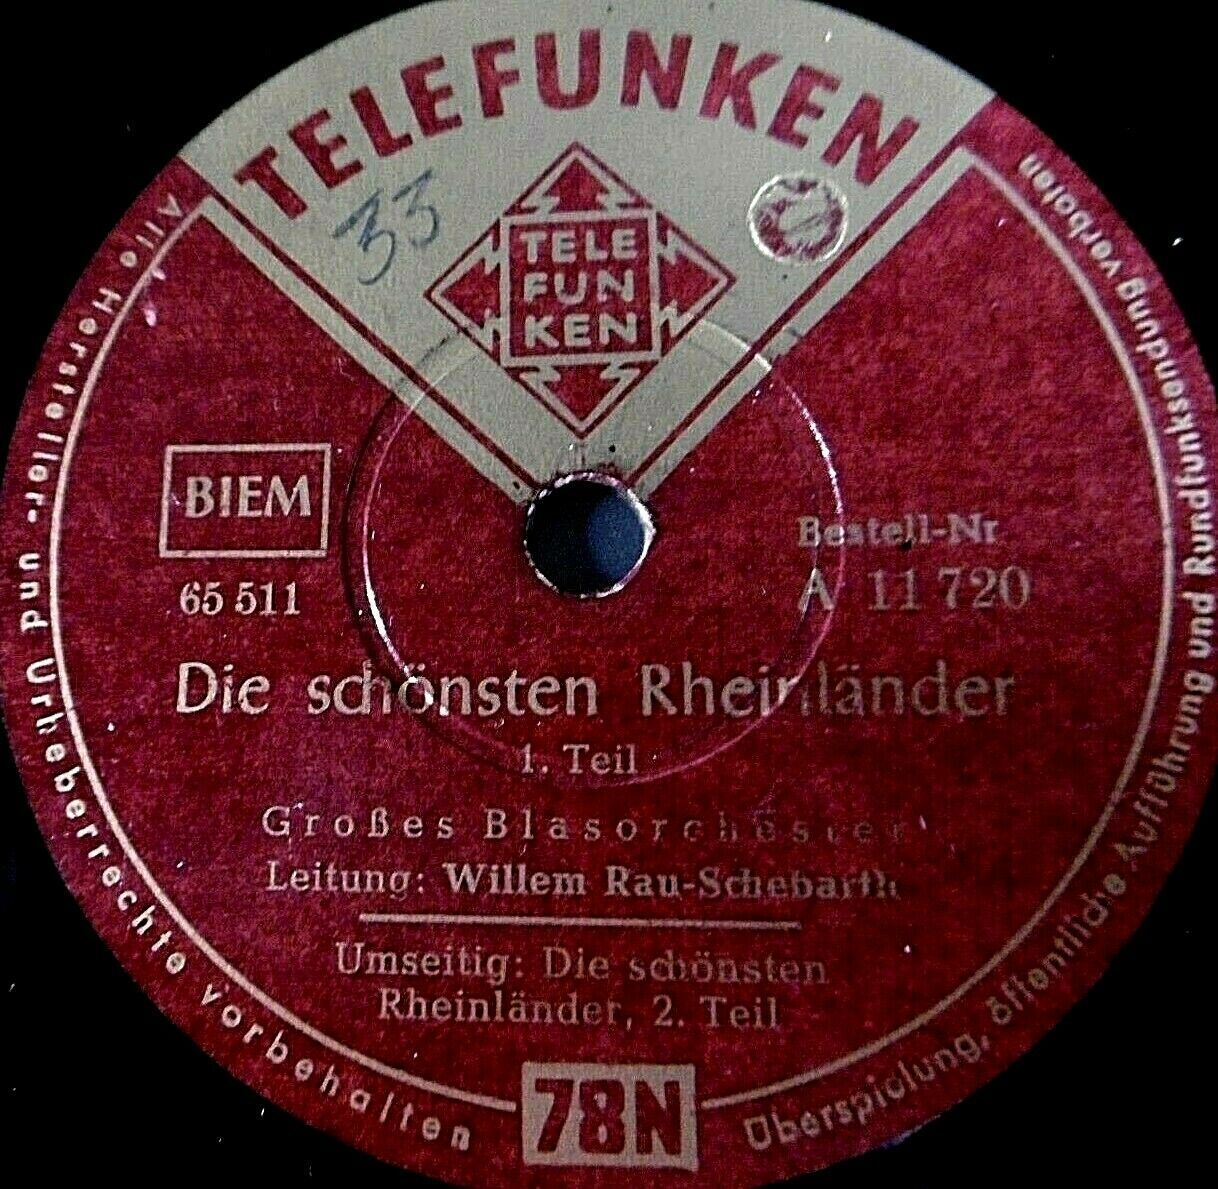 TELEFUNKEN
33
TELE
FUN
KEN
BIEM
65 511
Bestell-Nr
A 11 720
Die schönsten Rheinländer
1. Teil
Großes Blasorchester
Leitung: Willem Rau-Schebarth
Umseitig: Die schönsten
Rheinländer, 2. Teil
78N
Alle Hersteller- und Urheberrechte vorbehalten
Überspielung, öffentliche Aufführung und Rundfunksendung verboten